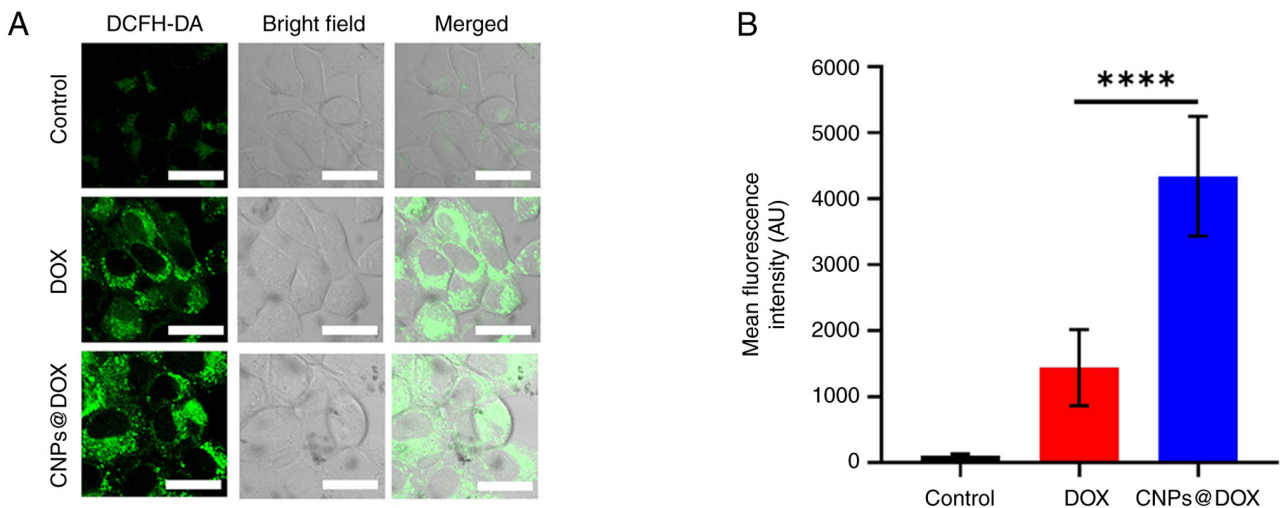 A
DCFH-DA Bright field Merged
Control
DOX
CNPs@DOX
B
Mean fluorescence
intensity (AU)
6000
5000
4000
3000
2000
1000
0
****
Control DOX CNPs@DOX